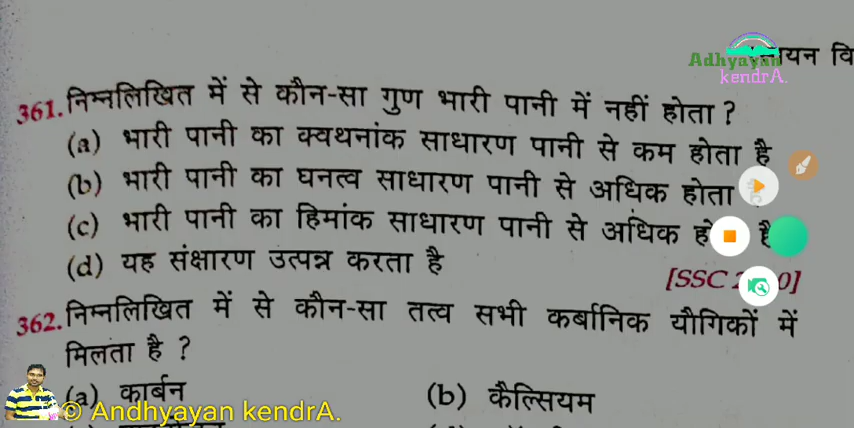 Adhyayan
kendrA.
361. निम्नलिखित में से कौन-सा गुण भारी पानी में नहीं होता ?
(a) भारी पानी का क्वथनांक साधारण पानी से कम होता है
(b) भारी पानी का घनत्व साधारण पानी से अधिक होता
(c) भारी पानी का हिमांक साधारण पानी से अधिक
(d) यह संक्षारण उत्पन्न करता है
[SSC
362. निम्नलिखित में से कौन-सा तत्व सभी कर्बानिक यौगिकों में
मिलता है ?
(a) कार्बन (b) कैल्सियम
© Andhyayan kendrA.